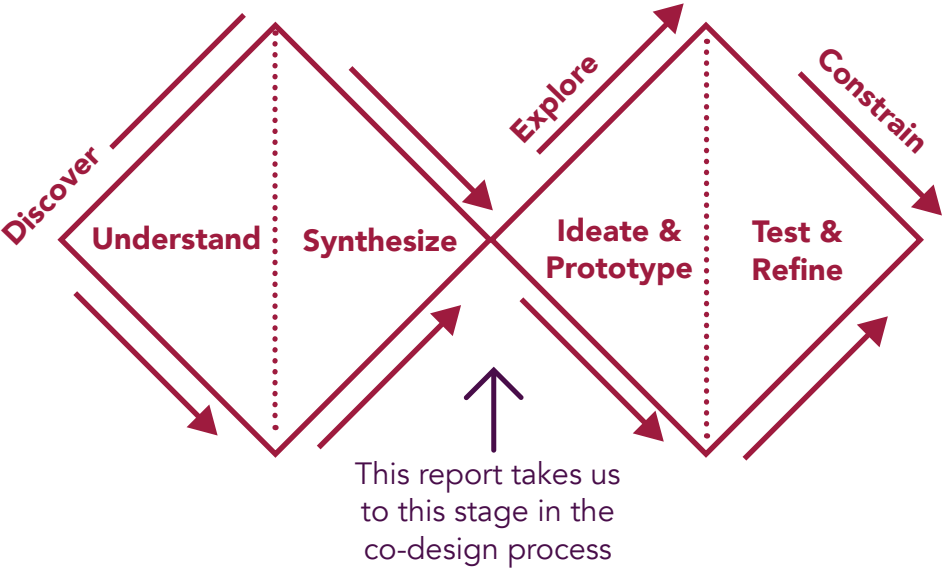 Discover
Understand
Synthesize
Explore
Ideate &
Prototype
Constrain
Test &
Refine
This report takes us
to this stage in the
co-design process